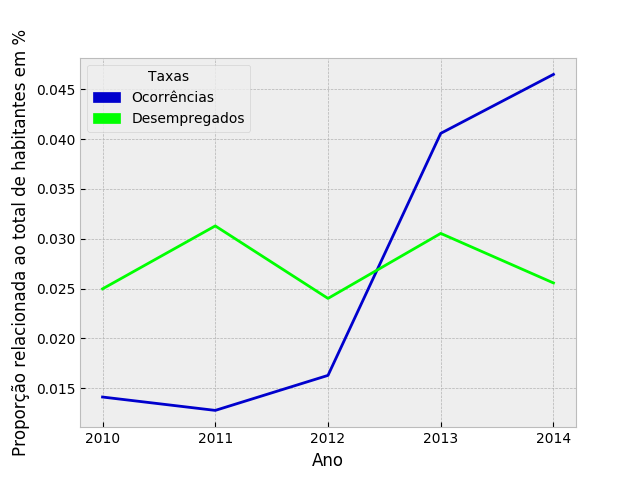 Proporção relacionada ao total de habitantes em %
0.045
0.040
0.035
0.030
0.025
0.020
0.015
Taxas
Ocorrências
Desempregados
2010 2011 2012 2013 2014
Ano